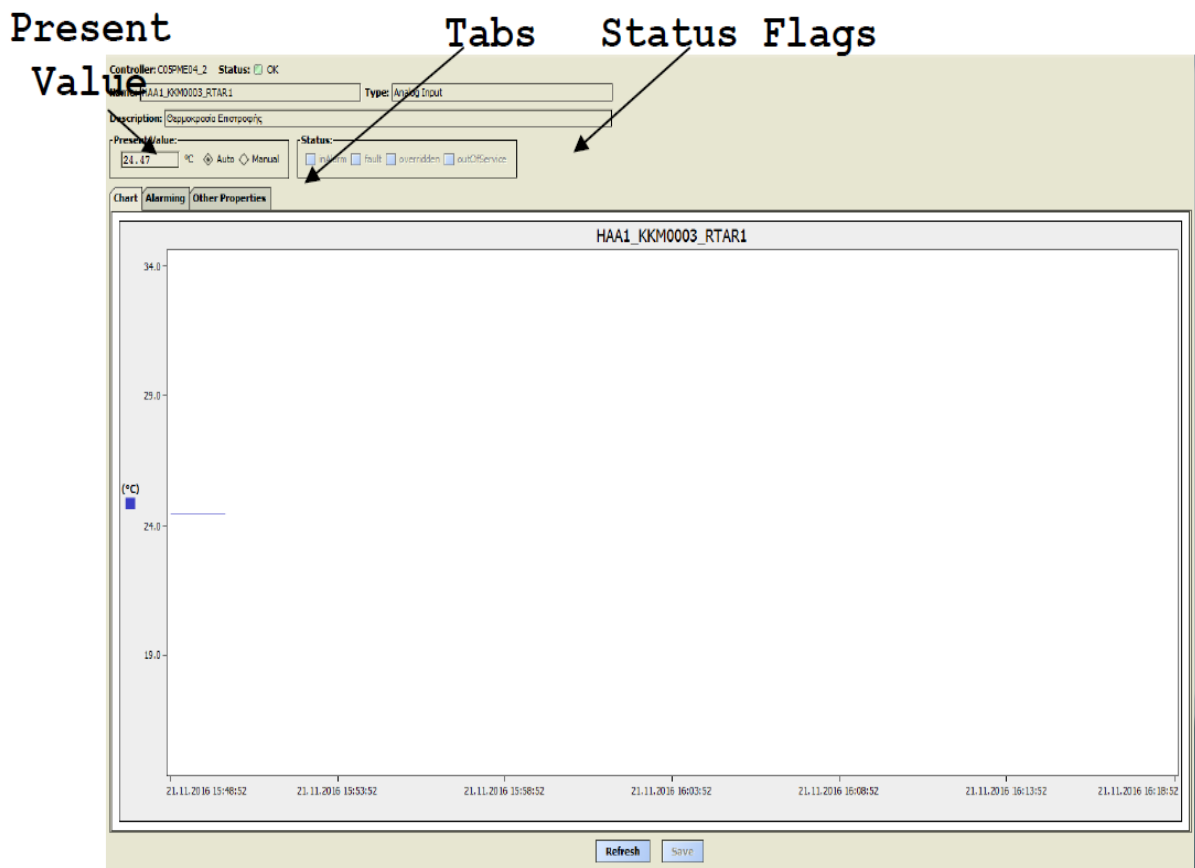 Present Value
Tabs
Status Flags
Controller: C05PME04_2 Status: OK
Name: HAA1_KKM0003_RTAR1 Type: Analog Input
Description: Θερμοκρασία Επιστροφής
Present Value: Status:
24.47 °C Auto Manual inAlarm fault overridden outOfService
Chart Alarming Other Properties
HAA1_KKM0003_RTAR1
34.0
29.0
(°C)
24.0
19.0
21.11.2016 15:48:52 21.11.2016 15:53:52 21.11.2016 15:58:52 21.11.2016 16:03:52 21.11.2016 16:08:52 21.11.2016 16:13:52 21.11.2016 16:18:52
Refresh Save